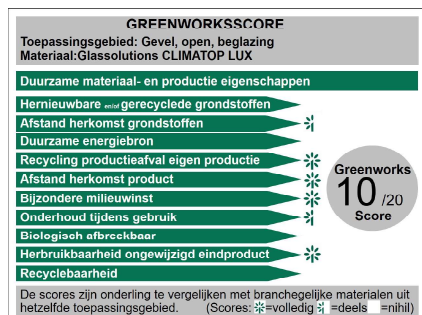 GREENWORKSSCORE
Toepassingsgebied: Gevel, open, beglazing
Materiaal:Glassolutions CLIMATOP LUX
Duurzame materiaal- en productie eigenschappen
Hernieuwbare en/of gerecyclede grondstoffen
Afstand herkomst grondstoffen
Duurzame energiebron
Recycling productieafval eigen productie
Afstand herkomst product
Bijzondere milieuwinst
Onderhoud tijdens gebruik
Biologisch afbreekbaar
Herbruikbaarheid ongewijzigd eindproduct
Recyclebaarheid
Greenworks
10 /20
Score
De scores zijn onderling te vergelijken met branchegelijke materialen uit
hetzelfde toepassingsgebied. (Scores: =volledig =deels =nihil)